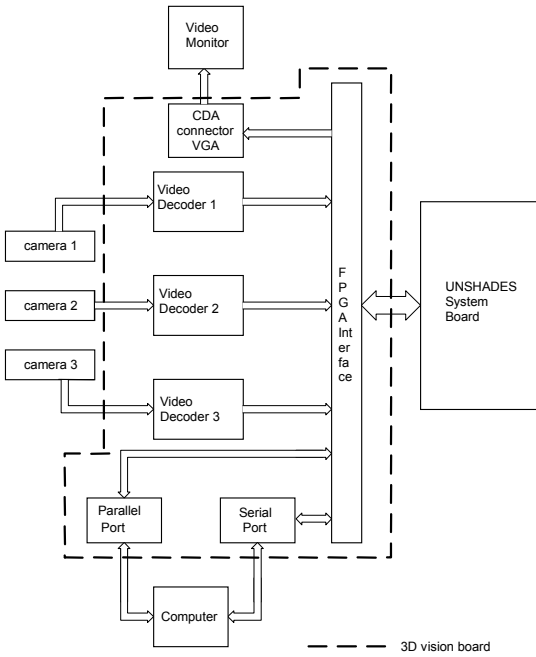 Video
Monitor
CDA
connector
VGA
Video
Decoder 1
camera 1
camera 2
Video
Decoder 2
camera 3
Video
Decoder 3
F
P
G
A Int
er
fa
ce
UNSHADES
System
Board
Parallel
Port
Serial
Port
Computer
3D vision board